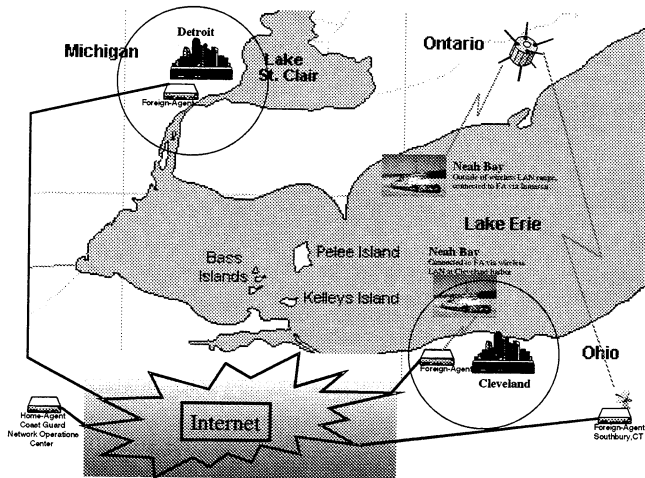 Detroit
Michigan
Lake
St. Clair
Ontario
Foreign-Agent
Neah Bay
Outside of wireless LAN range,
connected to FA via Inmarsat
Lake Erie
Neah Bay
Connected to FA via wireless
LAN at Cleveland harbor
Pelee Island
Bass
Islands
Kelleys Island
Ohio
Foreign-Agent
Cleveland
Internet
Home-Agent
Coast Guard
Network Operations
Center
Foreign-Agent
Southbury,CT